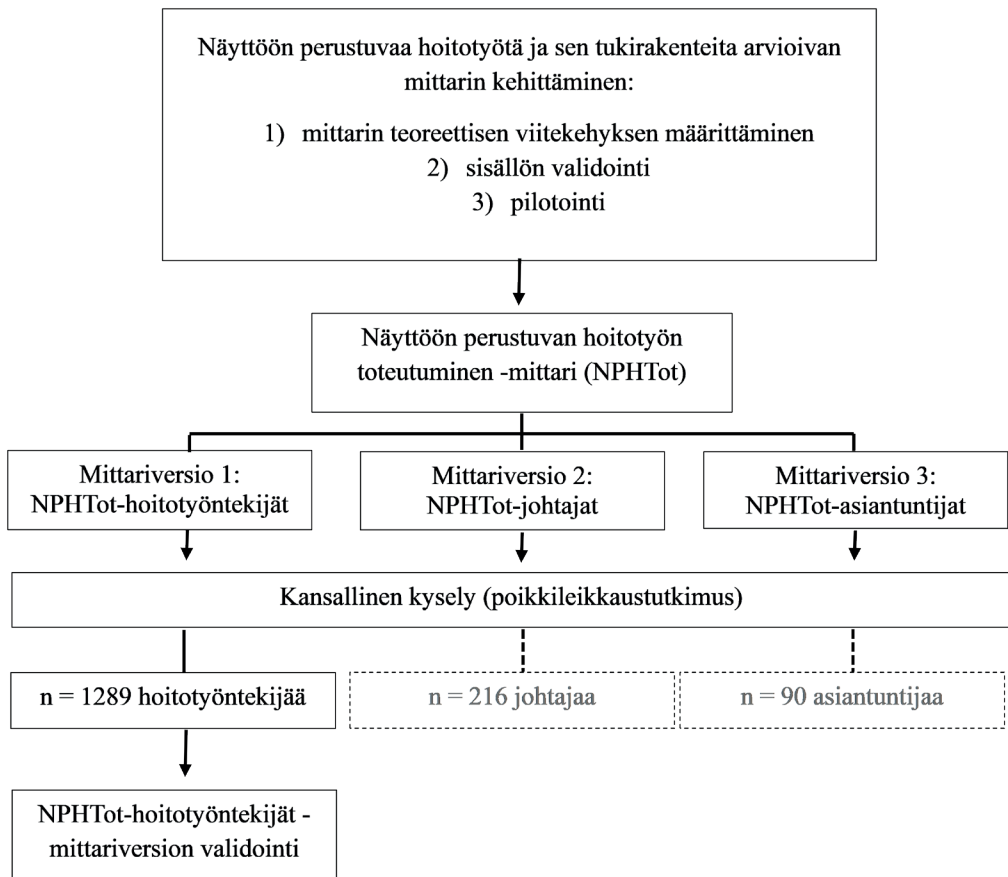 Näyttöön perustuvaa hoitotyötä ja sen tukirakenteita arvioivan
mittarin kehittäminen:
1) mittarin teoreettisen viitekehyksen määrittäminen
2) sisällön validointi
3) pilotointi
Näyttöön perustuvan hoitotyön
toteutuminen -mittari (NPHTot)
Mittariversio 1:
NPHTot-hoitotyöntekijät
Mittariversio 2:
NPHTot-johtajat
Mittariversio 3:
NPHTot-asiantuntijat
Kansallinen kysely (poikkileikkaustutkimus)
n = 1289 hoitotyöntekijää
n = 216 johtajaa
n = 90 asiantuntijaa
NPHTot-hoitotyöntekijät -
mittariversion validointi